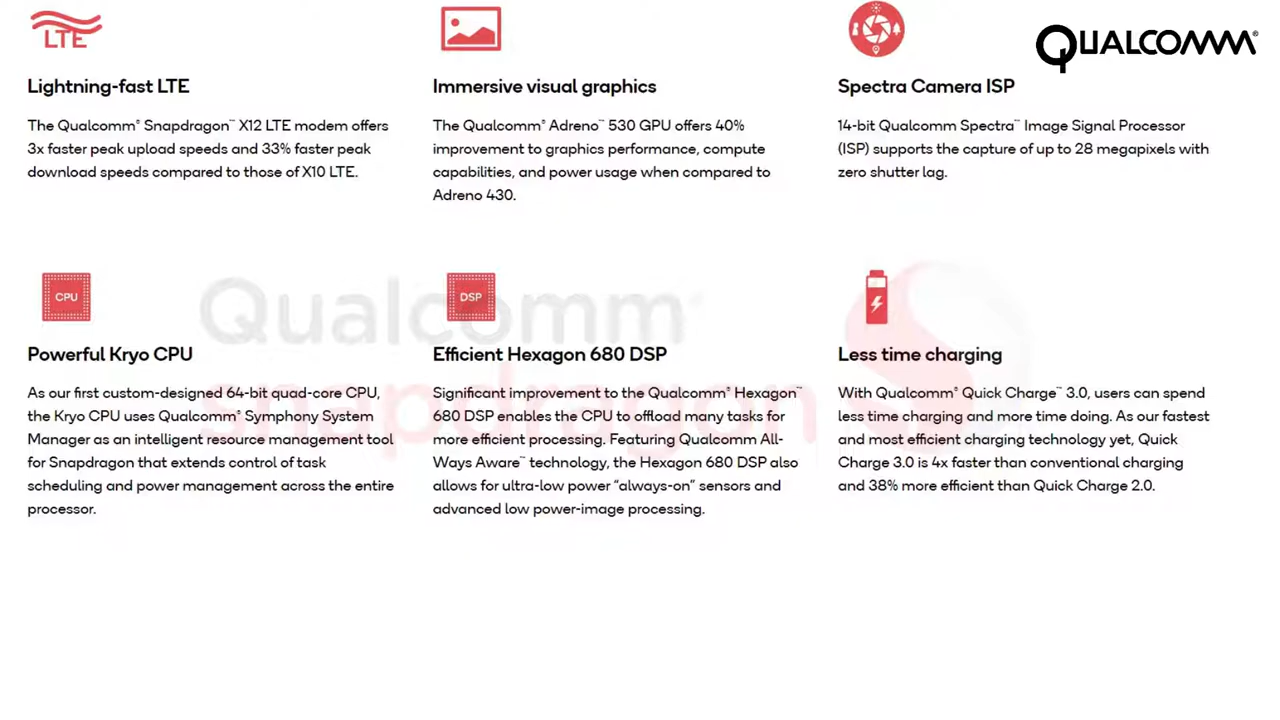 LTE
QUALCOMM®
Lightning-fast LTE
The Qualcomm® Snapdragon™ X12 LTE modem offers
3x faster peak upload speeds and 33% faster peak
download speeds compared to those of X10 LTE.
Immersive visual graphics
The Qualcomm® Adreno™ 530 GPU offers 40%
improvement to graphics performance, compute
capabilities, and power usage when compared to
Adreno 430.
Spectra Camera ISP
14-bit Qualcomm Spectra™ Image Signal Processor
(ISP) supports the capture of up to 28 megapixels with
zero shutter lag.
Qualcomm
snapdragon
CPU
Powerful Kryo CPU
As our first custom-designed 64-bit quad-core CPU,
the Kryo CPU uses Qualcomm® Symphony System
Manager as an intelligent resource management tool
for Snapdragon that extends control of task
scheduling and power management across the entire
processor.
DSP
Efficient Hexagon 680 DSP
Significant improvement to the Qualcomm® Hexagon™
680 DSP enables the CPU to offload many tasks for
more efficient processing. Featuring Qualcomm All-
Ways Aware™ technology, the Hexagon 680 DSP also
allows for ultra-low power “always-on” sensors and
advanced low power-image processing.
Less time charging
With Qualcomm® Quick Charge™ 3.0, users can spend
less time charging and more time doing. As our fastest
and most efficient charging technology yet, Quick
Charge 3.0 is 4x faster than conventional charging
and 38% more efficient than Quick Charge 2.0.